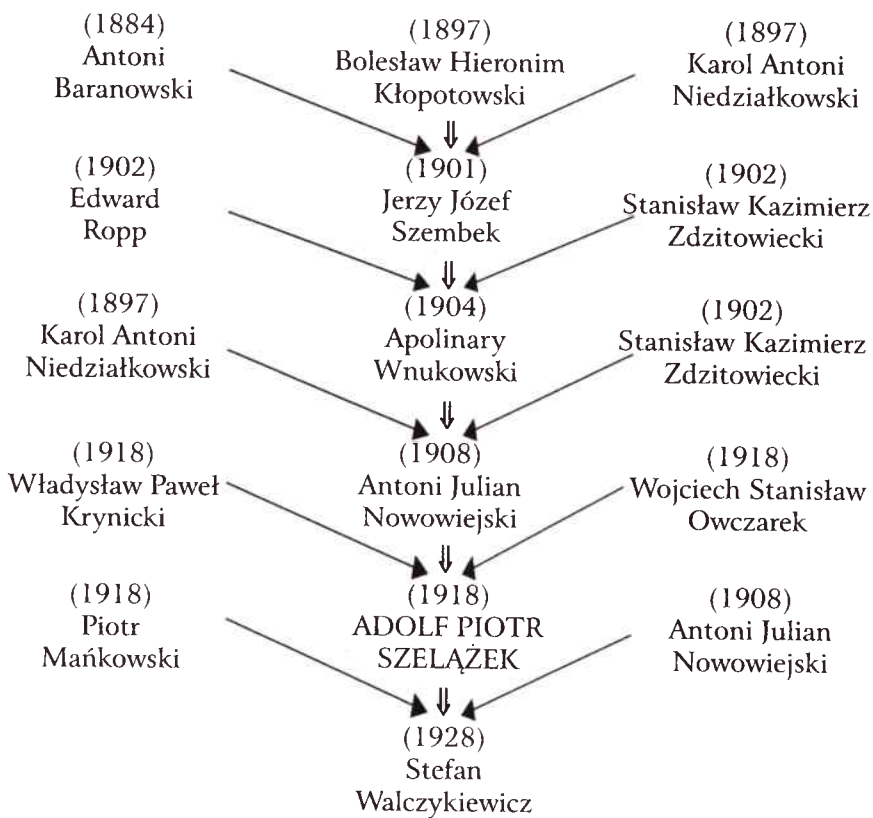 (1884)
Antoni
Baranowski
(1897)
Bolesław Hieronim
Kłopotowski
(1897)
Karol Antoni
Niedziałkowski
(1902)
Edward
Ropp
(1901)
Jerzy Józef
Szembek
(1902)
Stanisław Kazimierz
Zdzitowiecki
(1897)
Karol Antoni
Niedziałkowski
(1904)
Apolinary
Wnukowski
(1902)
Stanisław Kazimierz
Zdzitowiecki
(1918)
Władysław Paweł
Krynicki
(1908)
Antoni Julian
Nowowiejski
(1918)
Wojciech Stanisław
Owczarek
(1918)
Piotr
Mańkowski
(1918)
ADOLF PIOTR
SZELĄŻEK
(1908)
Antoni Julian
Nowowiejski
(1928)
Stefan
Walczykiewicz